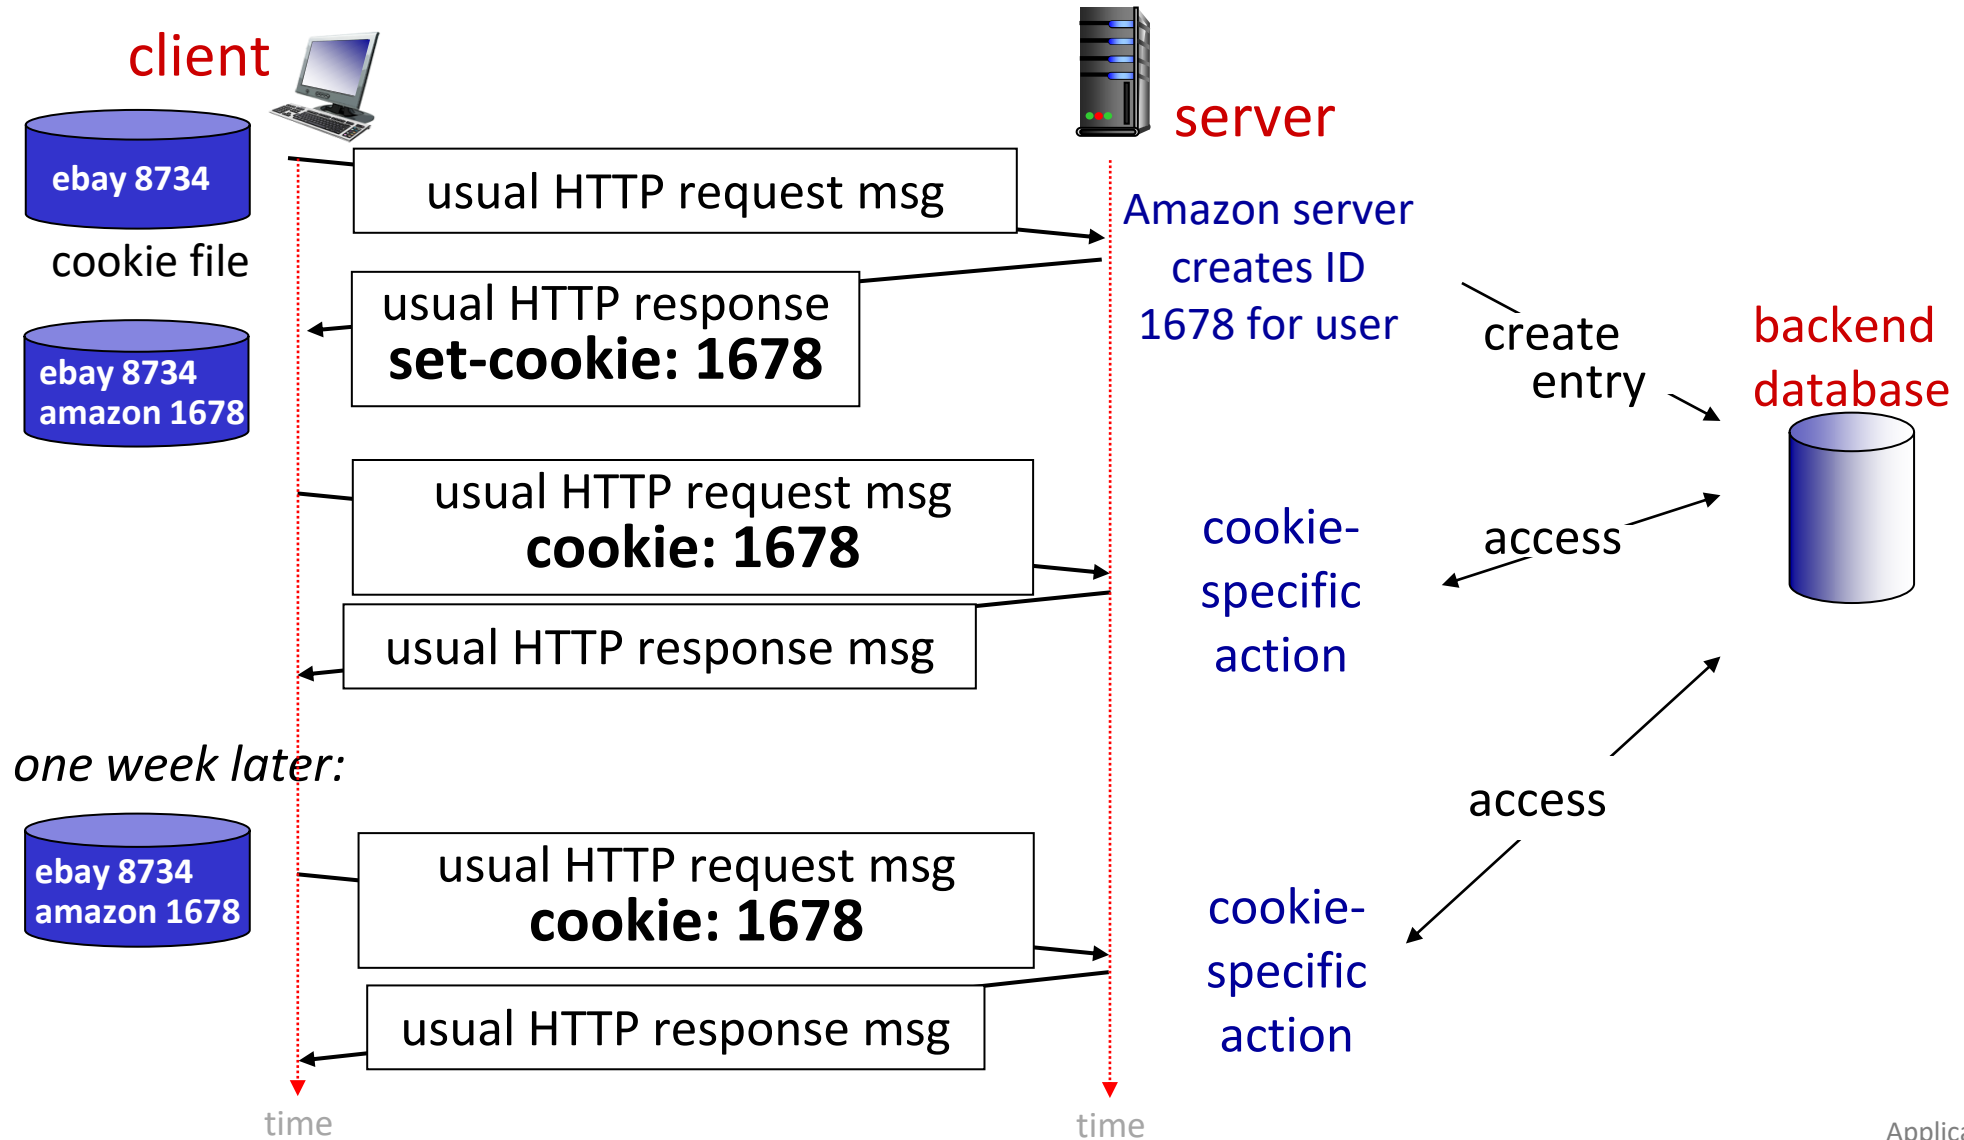 client
server
ebay 8734
cookie file
usual HTTP request msg
Amazon server
creates ID
1678 for user
usual HTTP response
set-cookie: 1678
create
entry
backend
database
ebay 8734
amazon 1678
usual HTTP request msg
cookie: 1678
cookie-
specific
action
access
usual HTTP response msg
one week later:
access
ebay 8734
amazon 1678
usual HTTP request msg
cookie: 1678
cookie-
specific
action
usual HTTP response msg
time
time